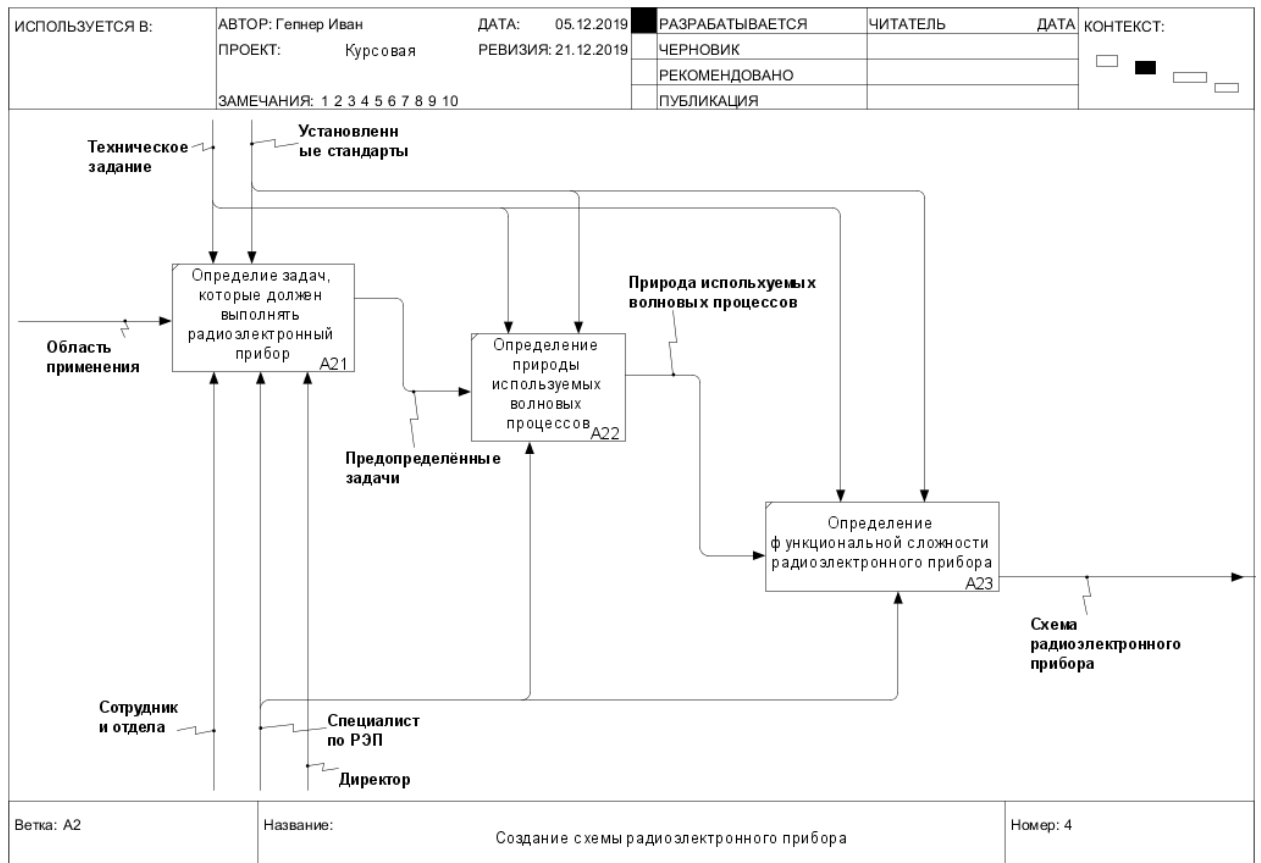 ИСПОЛЬЗУЕТСЯ В:
АВТОР: Гепнер Иван
ДАТА: 05.12.2019
ПРОЕКТ: Курсовая
РЕВИЗИЯ: 21.12.2019
ЗАМЕЧАНИЯ: 1 2 3 4 5 6 7 8 9 10
РАЗРАБАТЫВАЕТСЯ
ЧЕРНОВИК
РЕКОМЕНДОВАНО
ПУБЛИКАЦИЯ
ЧИТАТЕЛЬ
ДАТА
КОНТЕКСТ:
Техническое
задание
Установленн
ые стандарты
Определие задач,
которые должен
выполнять
радиоэлектронный
прибор
A21
Область
применения
Природа испольхуемых
волновых процессов
Определение
природы
используемых
волновых
процессов
A22
Предопределённые
задачи
Определение
функциональной сложности
радиоэлектронного прибора
A23
Схема
радиоэлектронного
прибора
Сотрудник
и отдела
Специалист
по РЭП
Директор
Ветка: A2
Название:
Создание схемы радиоэлектронного прибора
Номер: 4